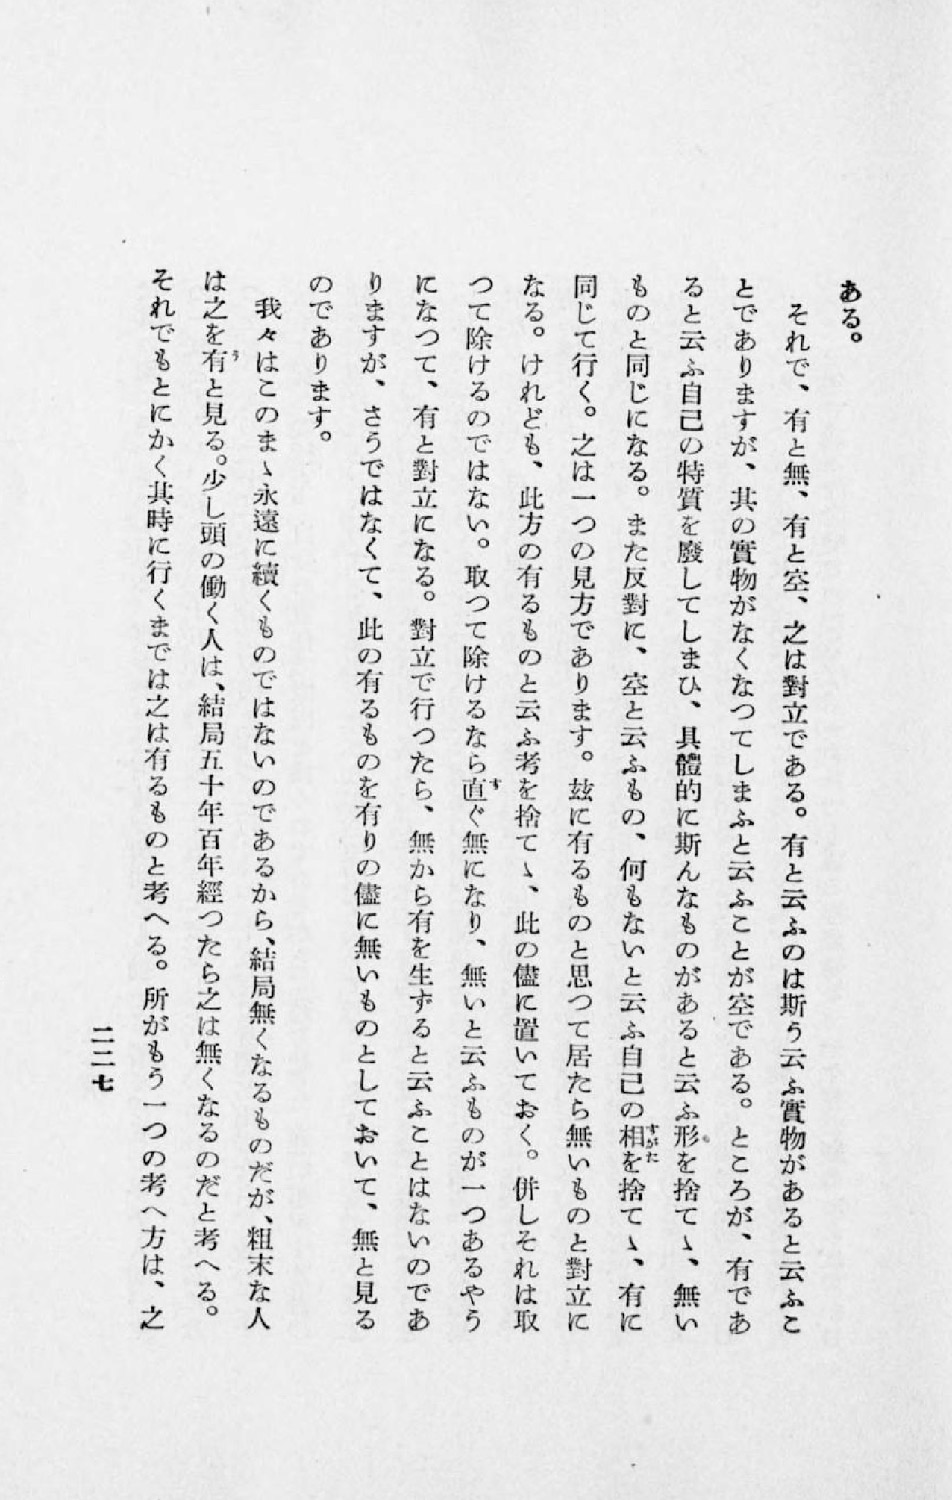 ある。
それで、有と無、有と空、之は對立である。有と云ふのは斯う云ふ實物があると云ふこ
とでありますが、其の實物がなくなつてしまふと云ふことが空である。ところが、有であ
ると云ふ自己の特質を廢してしまひ、具體的に斯んなものがあると云ふ形を捨てゝ、無い
ものと同じになる。また反對に、空と云ふもの、何もないと云ふ自己の相を捨てゝ、有に
同じて行く。之は一つの見方であります。玆に有るものと思つて居たら無いものと對立に
なる。けれども、此方の有るものと云ふ考を捨てゝ、此の儘に置いておく。併しそれは取
つて除けるのではない。取つて除けるなら直ぐ無になり、無いと云ふものが一つあるやう
になつて、有と對立になる。對立で行つたら、無から有を生ずると云ふことはないのであ
りますが、さうではなくて、此の有るものを有りの儘に無いものとしておいて、無と見る
のであります。
我々はこのまゝ永遠に續くものではないのであるから、結局無くなるものだが、粗末な人
は之を有と見る。少し頭の働く人は、結局五十年百年經つたら之は無くなるのだと考へる。
それでもとにかく其時に行くまでは之は有るものと考へる。所がもう一つの考へ方は、之
二二七